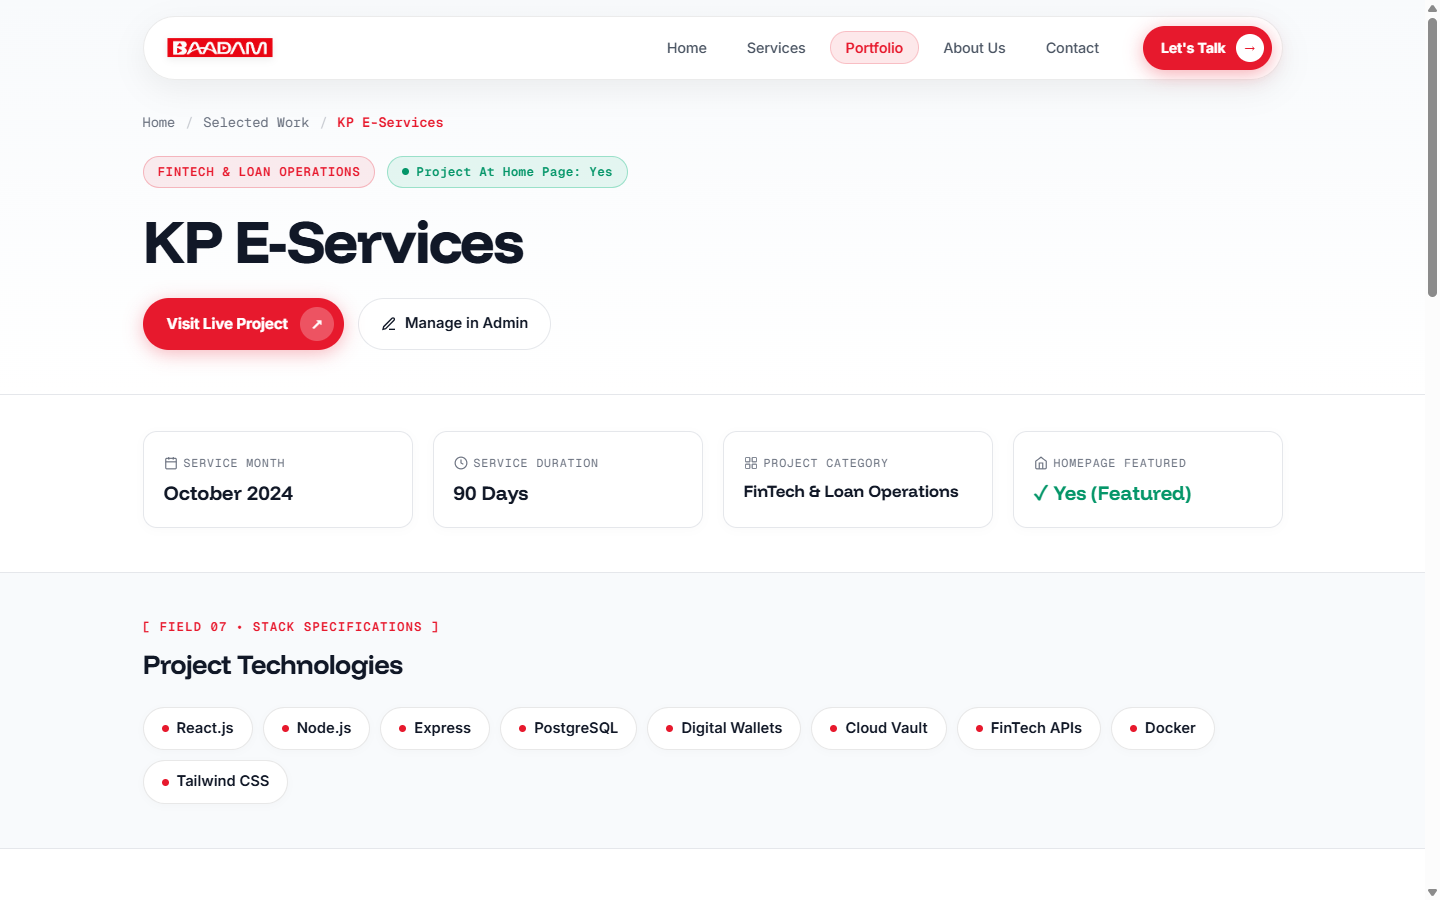 BAADAM
Home
Services
Portfolio
About Us
Contact
Let's Talk →
Home / Selected Work / KP E-Services
FINTECH & LOAN OPERATIONS
Project At Home Page: Yes
KP E-Services
Visit Live Project ↗
Manage in Admin
SERVICE MONTH
October 2024
SERVICE DURATION
90 Days
PROJECT CATEGORY
FinTech & Loan Operations
HOMEPAGE FEATURED
✓ Yes (Featured)
[ FIELD 07 • STACK SPECIFICATIONS ]
Project Technologies
React.js
Node.js
Express
PostgreSQL
Digital Wallets
Cloud Vault
FinTech APIs
Docker
Tailwind CSS